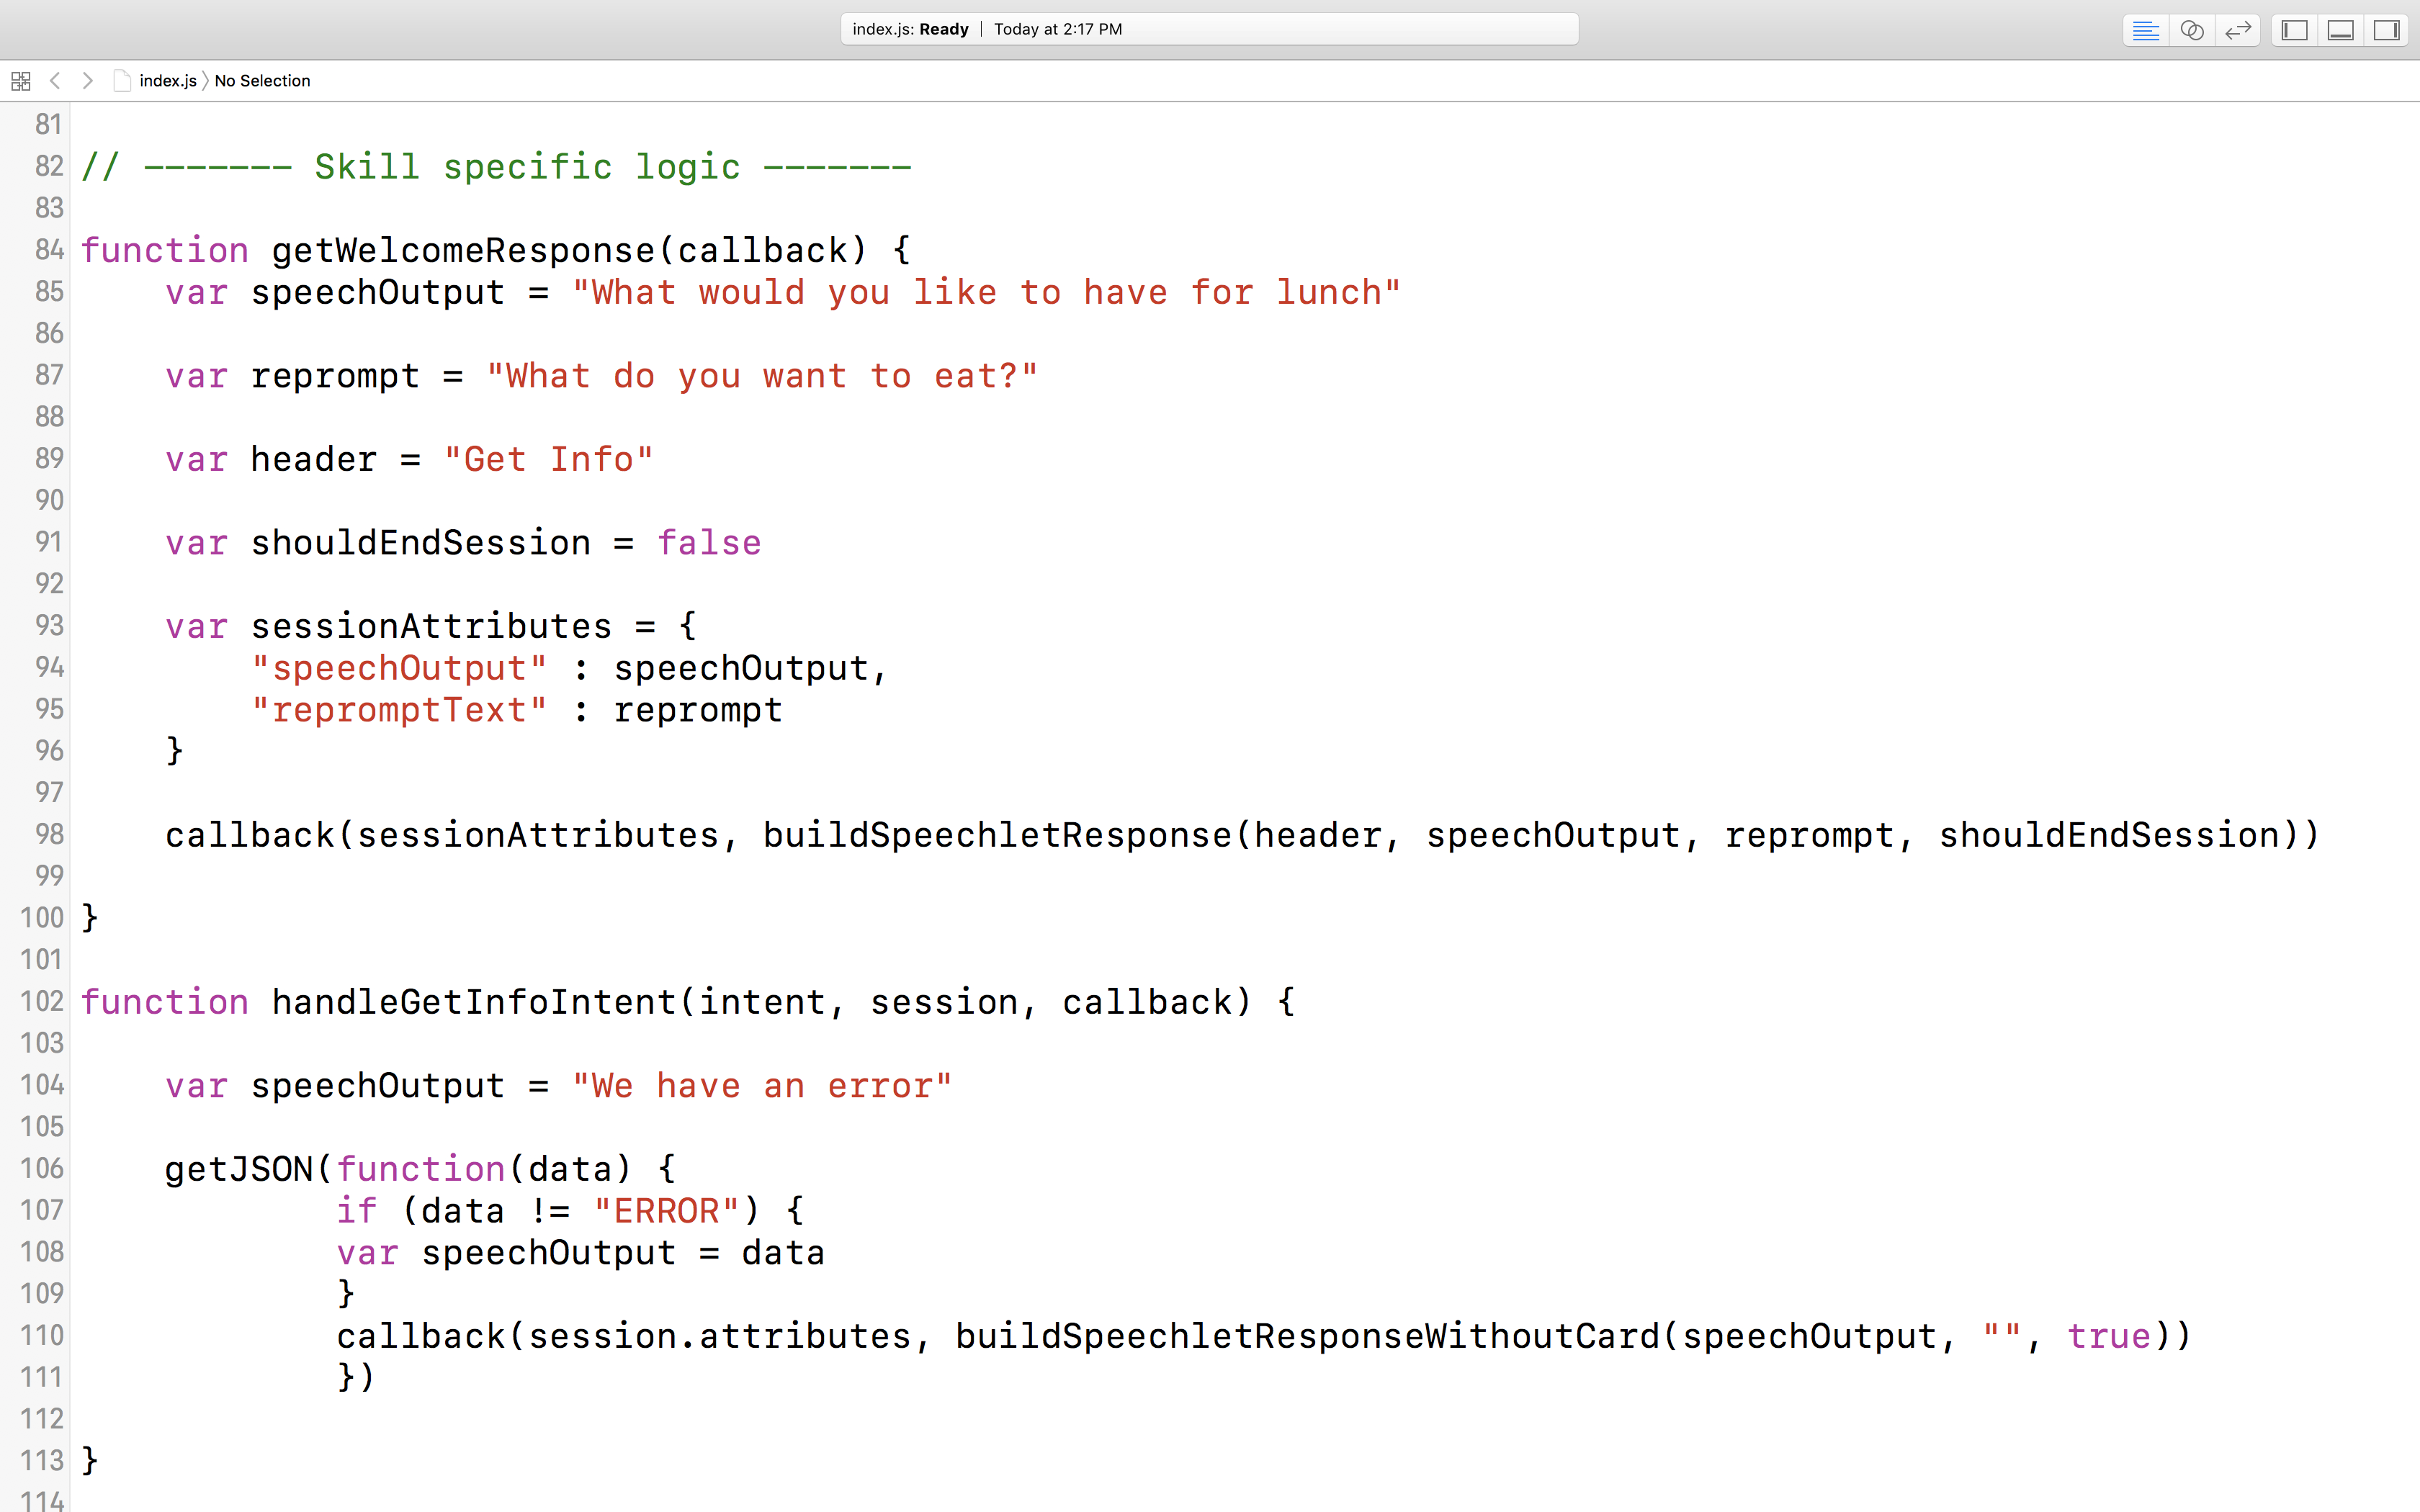 index.js: Ready | Today at 2:17 PM
index.js 〉 No Selection
81
82 // ------- Skill specific logic -------
83
84 function getWelcomeResponse(callback) {
85     var speechOutput = "What would you like to have for lunch"
86
87     var reprompt = "What do you want to eat?"
88
89     var header = "Get Info"
90
91     var shouldEndSession = false
92
93     var sessionAttributes = {
94         "speechOutput" : speechOutput,
95         "repromptText" : reprompt
96     }
97
98     callback(sessionAttributes, buildSpeechletResponse(header, speechOutput, reprompt, shouldEndSession))
99
100 }
101
102 function handleGetInfoIntent(intent, session, callback) {
103
104     var speechOutput = "We have an error"
105
106     getJSON(function(data) {
107             if (data != "ERROR") {
108             var speechOutput = data
109             }
110             callback(session.attributes, buildSpeechletResponseWithoutCard(speechOutput, "", true))
111             })
112
113 }
114